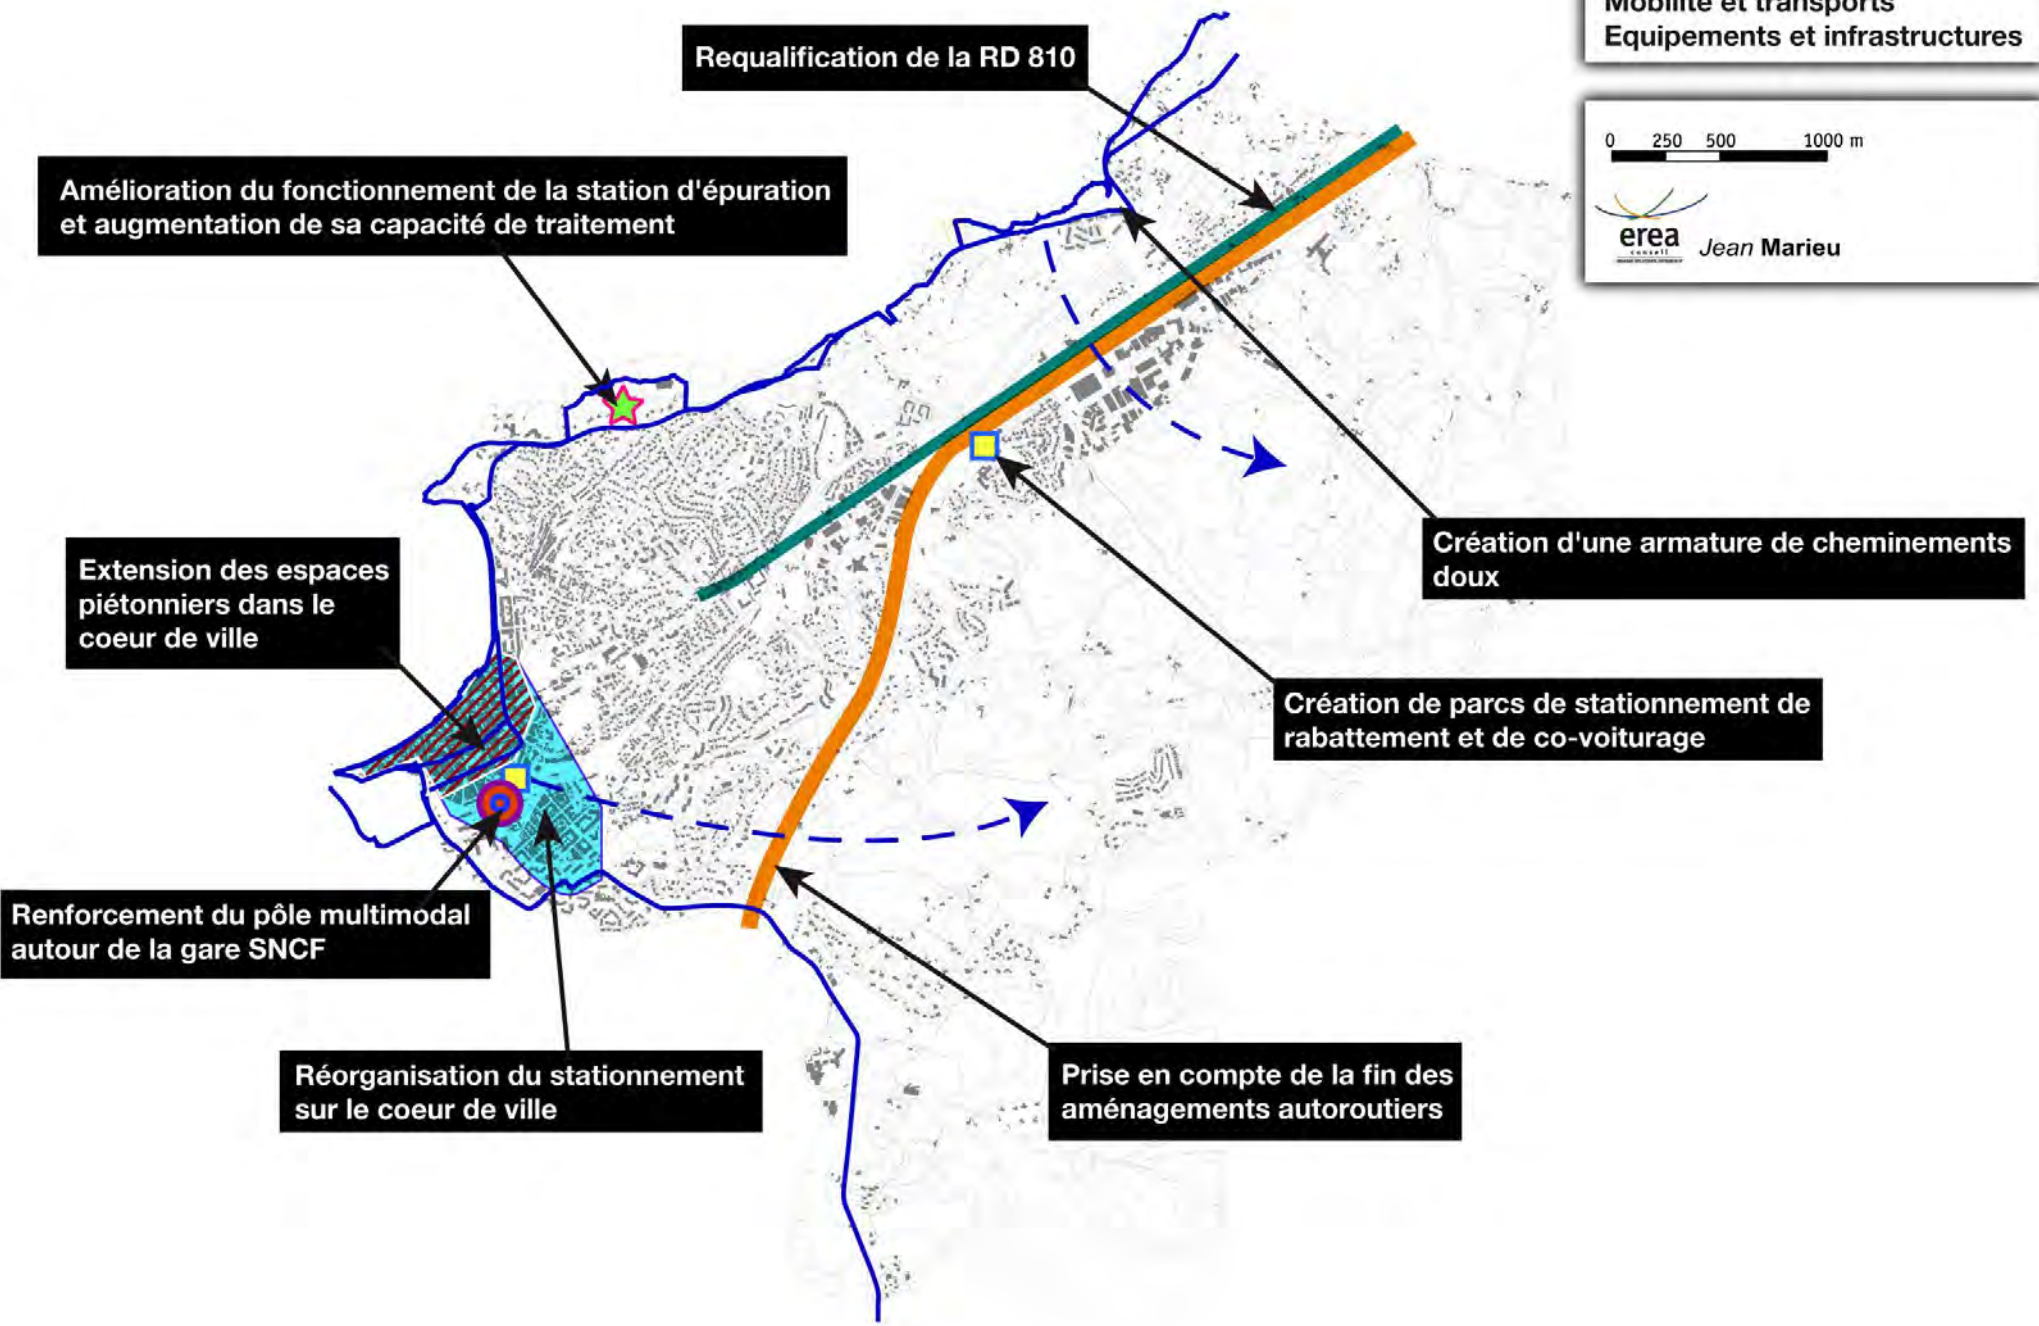 Mobilité et transports
Equipements et infrastructures
Requalification de la RD 810
0 250 500 1000 m
erea
conseil
Jean Marieu
Amélioration du fonctionnement de la station d'épuration
et augmentation de sa capacité de traitement
Création d'une armature de cheminements
doux
Extension des espaces
piétonniers dans le
coeur de ville
Création de parcs de stationnement de
rabattement et de co-voiturage
Renforcement du pôle multimodal
autour de la gare SNCF
Réorganisation du stationnement
sur le coeur de ville
Prise en compte de la fin des
aménagements autoroutiers